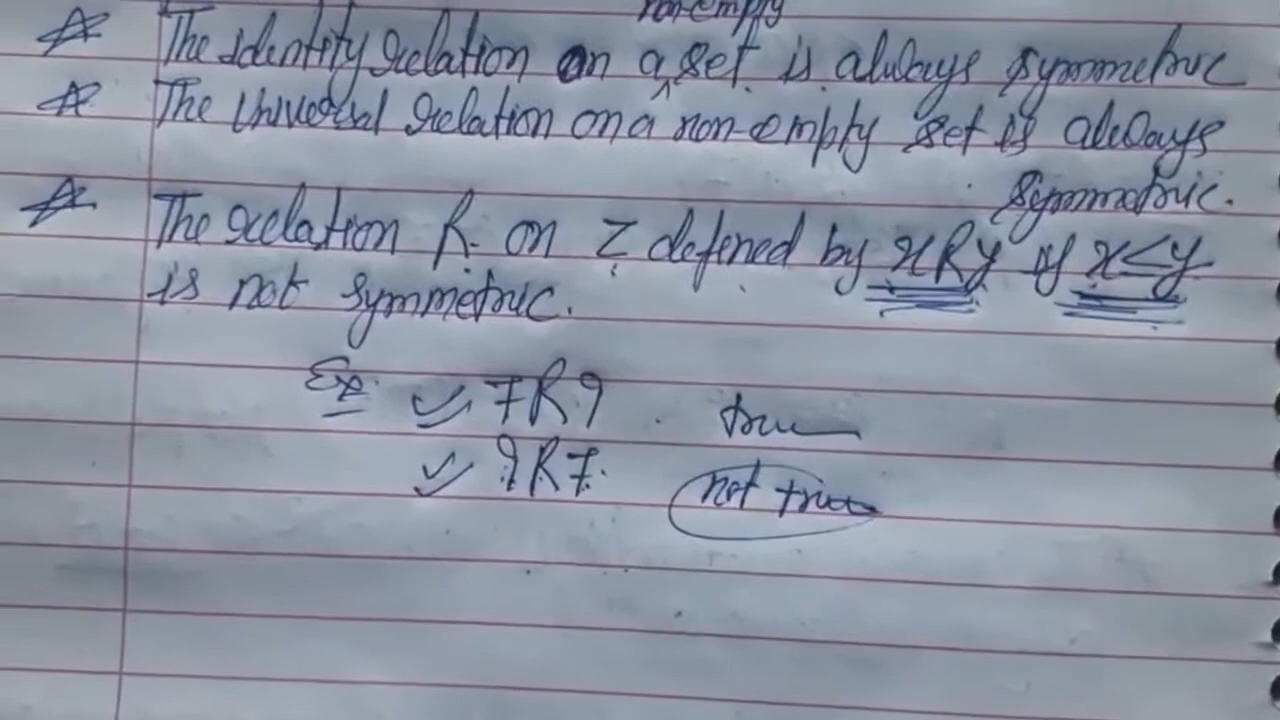 non-empty
☆ The identity relation on a ^ set is always symmetric
☆ The Universal relation on a non-empty set is always
symmetric.
☆ The relation R on Z defined by xRy if x≤y
is not symmetric.
Ex. ✓ 7R9 true
✓ 9R7. not true